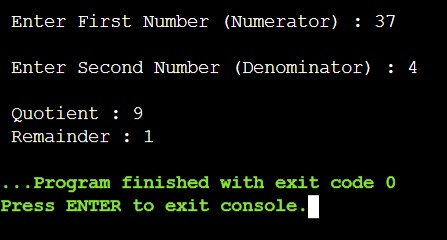 Enter First Number (Numerator) : 37
Enter Second Number (Denominator) : 4
Quotient : 9
Remainder : 1
...Program finished with exit code 0
Press ENTER to exit console.